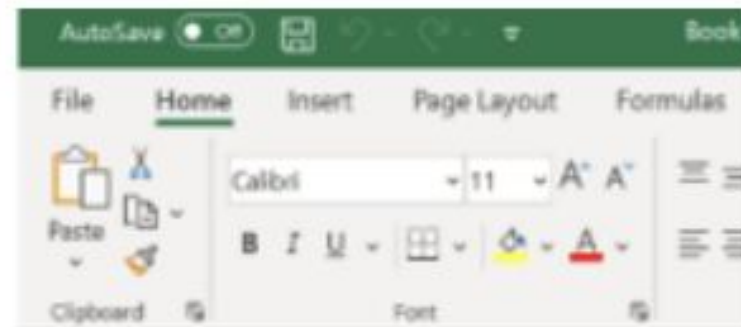 AutoSave Off Book
File Home Insert Page Layout Formulas
Calibri 11 A A
Paste B I U A
Clipboard Font